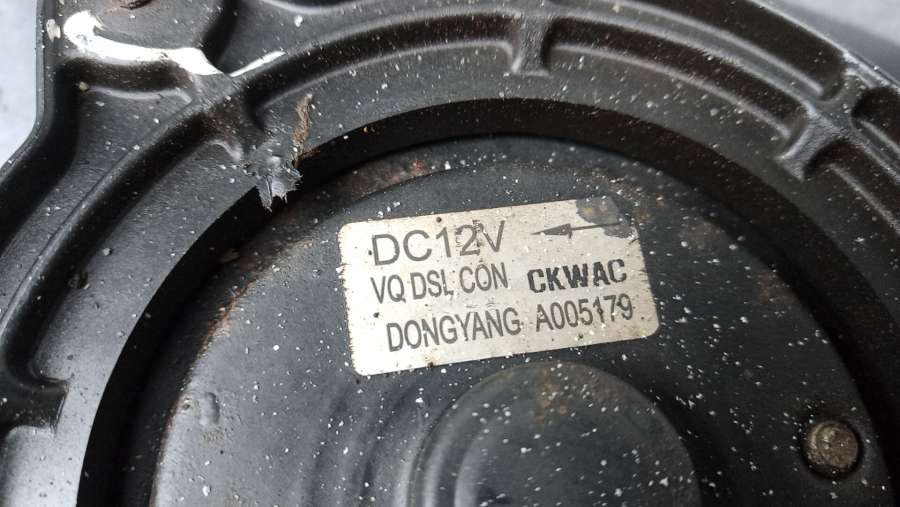 DC12V
VQ DSL CON CKWAC
DONGYANG A005179